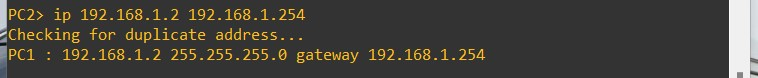 PC2> ip 192.168.1.2 192.168.1.254
Checking for duplicate address...
PC1 : 192.168.1.2 255.255.255.0 gateway 192.168.1.254